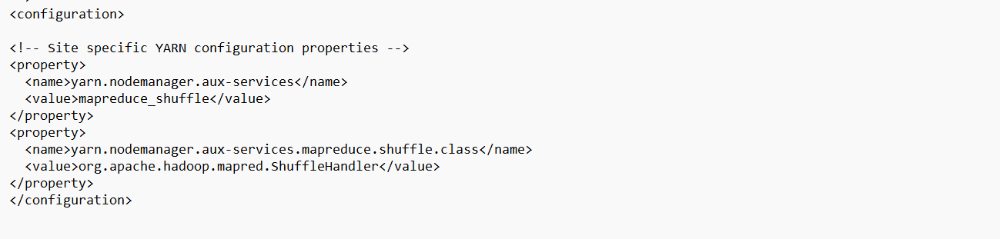 <configuration>

<!-- Site specific YARN configuration properties -->
<property>
  <name>yarn.nodemanager.aux-services</name>
  <value>mapreduce_shuffle</value>
</property>
<property>
  <name>yarn.nodemanager.aux-services.mapreduce.shuffle.class</name>
  <value>org.apache.hadoop.mapred.ShuffleHandler</value>
</property>
</configuration>